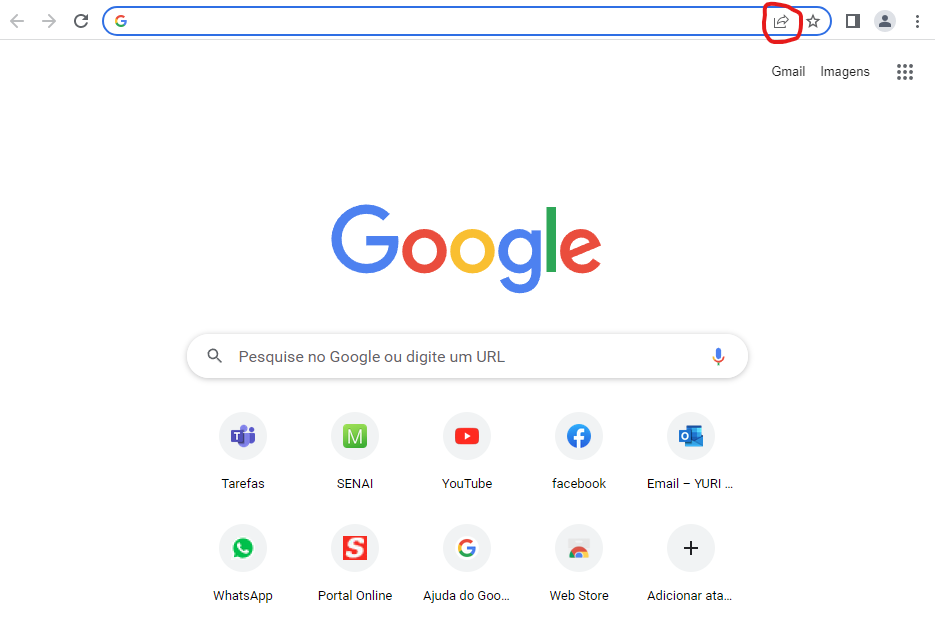 Gmail Imagens
Google
Pesquise no Google ou digite um URL
Tarefas SENAI YouTube facebook Email – YURI ...
WhatsApp Portal Online Ajuda do Goo... Web Store Adicionar ata...